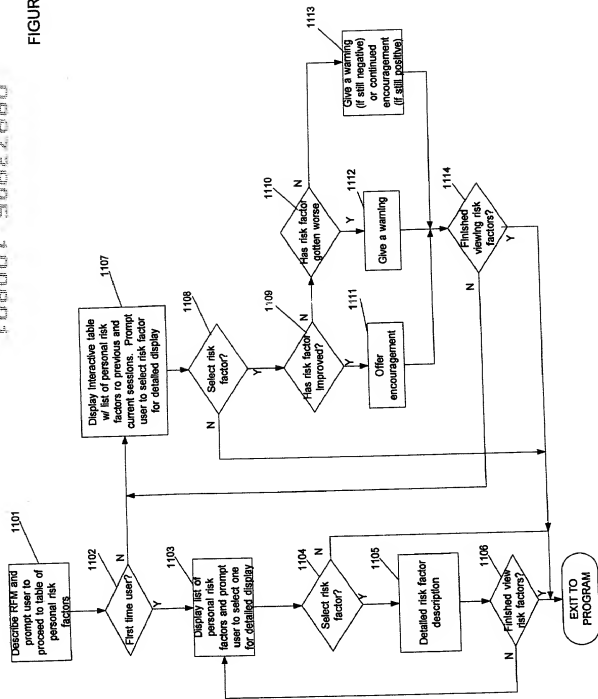 FIGUR
1101
Describe RFM and
prompt user to
proceed to table of
personal risk
factors
1102
First time user?
N
Y
1103
Display list of
personal risk
factors and prompt
user to select one
for detailed display
1104
Select risk
factor?
N
Y
1105
Detailed risk factor
description
1106
Finished view
risk factors?
N
Y
EXIT TO
PROGRAM
1107
Display Interactive table
w/ list of personal risk
factors ro previous and
current sessions. Prompt
user to select risk factor
for detailed display
1108
Select risk
factor?
N
Y
1109
Has risk factor
Improved?
N
Y
1111
Offer
encouragement
1110
Has risk factor
gotten worse
N
Y
1112
Give a warning
1113
Give a warning
(if still negative)
or continued
encouragement
(if still positive)
1114
Finished
viewing risk
factors?
N
Y